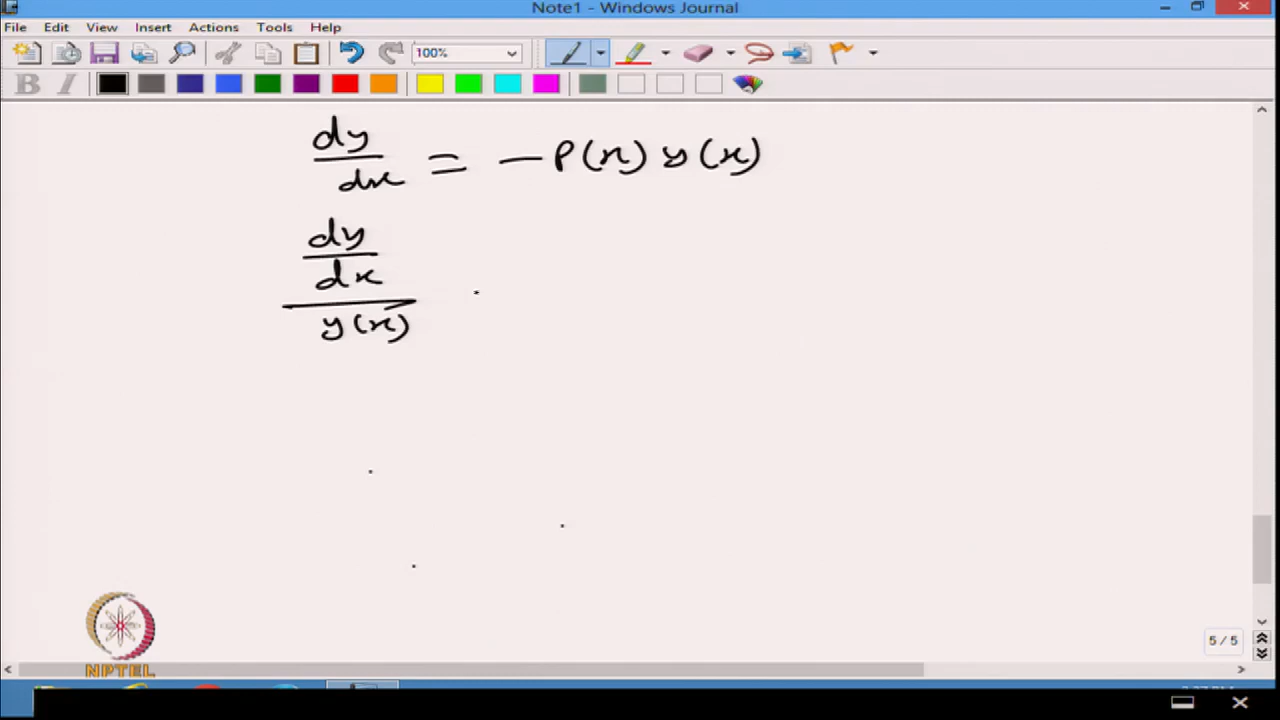 Note1 - Windows Journal
File Edit View Insert Actions Tools Help
100%
B I
dy/dx = -P(x) y(x)
dy
dx
y(x)
5/5
NPTEL